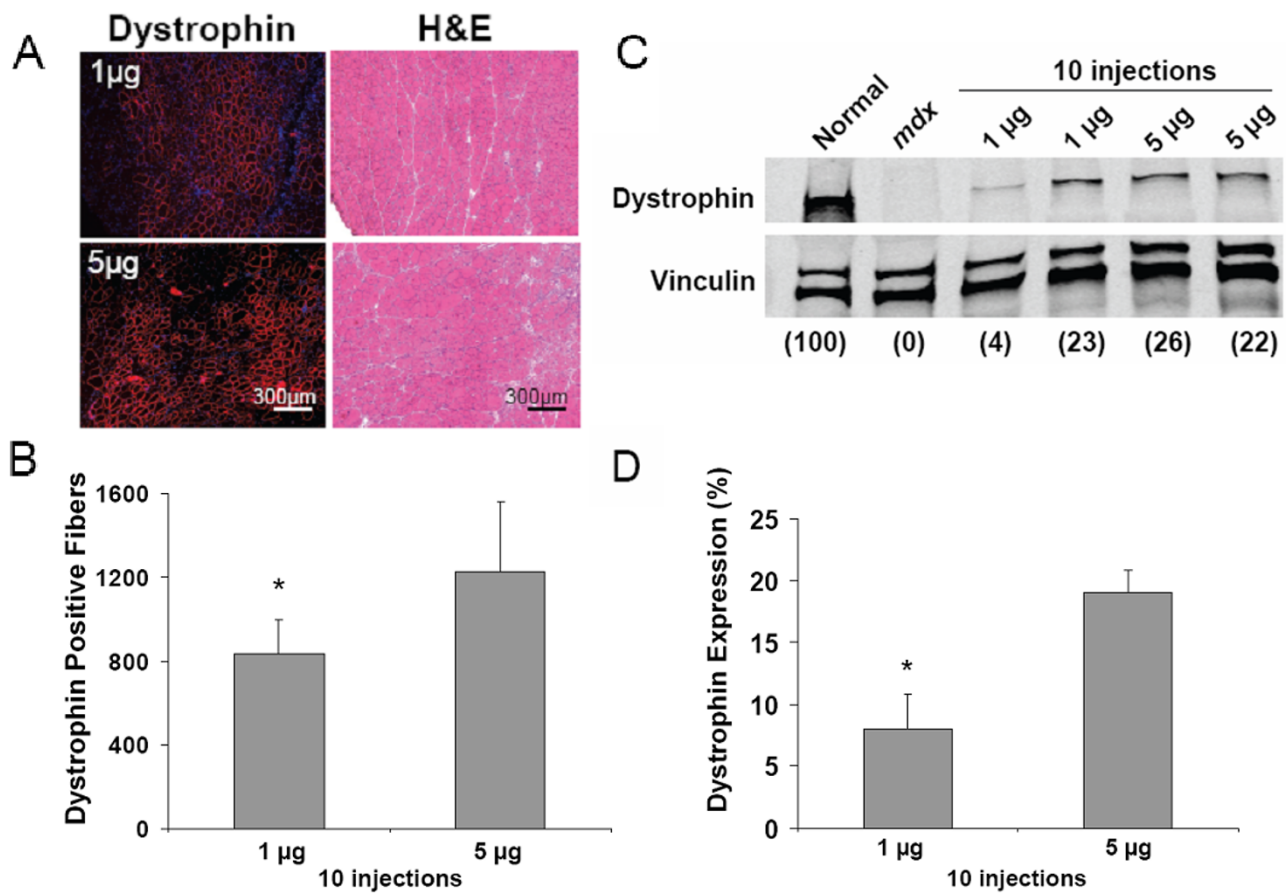 A
Dystrophin
H&E
1µg
5µg
300µm
300µm
B
Dystrophin Positive Fibers
1600
1200
800
400
0
*
1 µg
5 µg
10 injections
C
10 injections
Normal
mdx
1 µg
1 µg
5 µg
5 µg
Dystrophin
Vinculin
(100) (0) (4) (23) (26) (22)
D
Dystrophin Expression (%)
25
20
15
10
5
0
*
1 µg
5 µg
10 injections